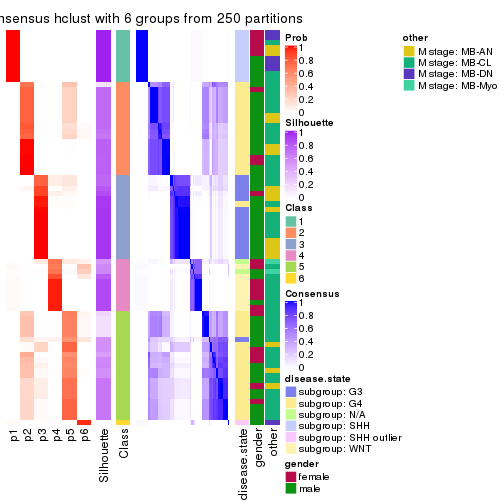 nsensus hclust with 6 groups from 250 partitions
Prob
1
0.8
0.6
0.4
0.2
0
Silhouette
1
0.8
0.6
0.4
0.2
0
Class
1
2
3
4
5
6
Consensus
1
0.8
0.6
0.4
0.2
0
disease.state
subgroup: G3
subgroup: G4
subgroup: N/A
subgroup: SHH
subgroup: SHH outlier
subgroup: WNT
gender
female
male
other
M stage: MB-AN
M stage: MB-CL
M stage: MB-DN
M stage: MB-Myo
p1
p2
p3
p4
p5
p6
Silhouette
Class
disease.state
gender
other